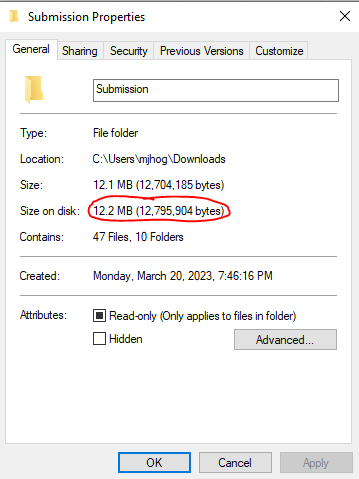 Submission Properties
General Sharing Security Previous Versions Customize
Submission
Type: File folder
Location: C:\Users\mjhog\Downloads
Size: 12.1 MB (12,704,185 bytes)
Size on disk: 12.2 MB (12,795,904 bytes)
Contains: 47 Files, 10 Folders
Created: Monday, March 20, 2023, 7:46:16 PM
Attributes: Read-only (Only applies to files in folder)
Hidden Advanced...
OK Cancel Apply